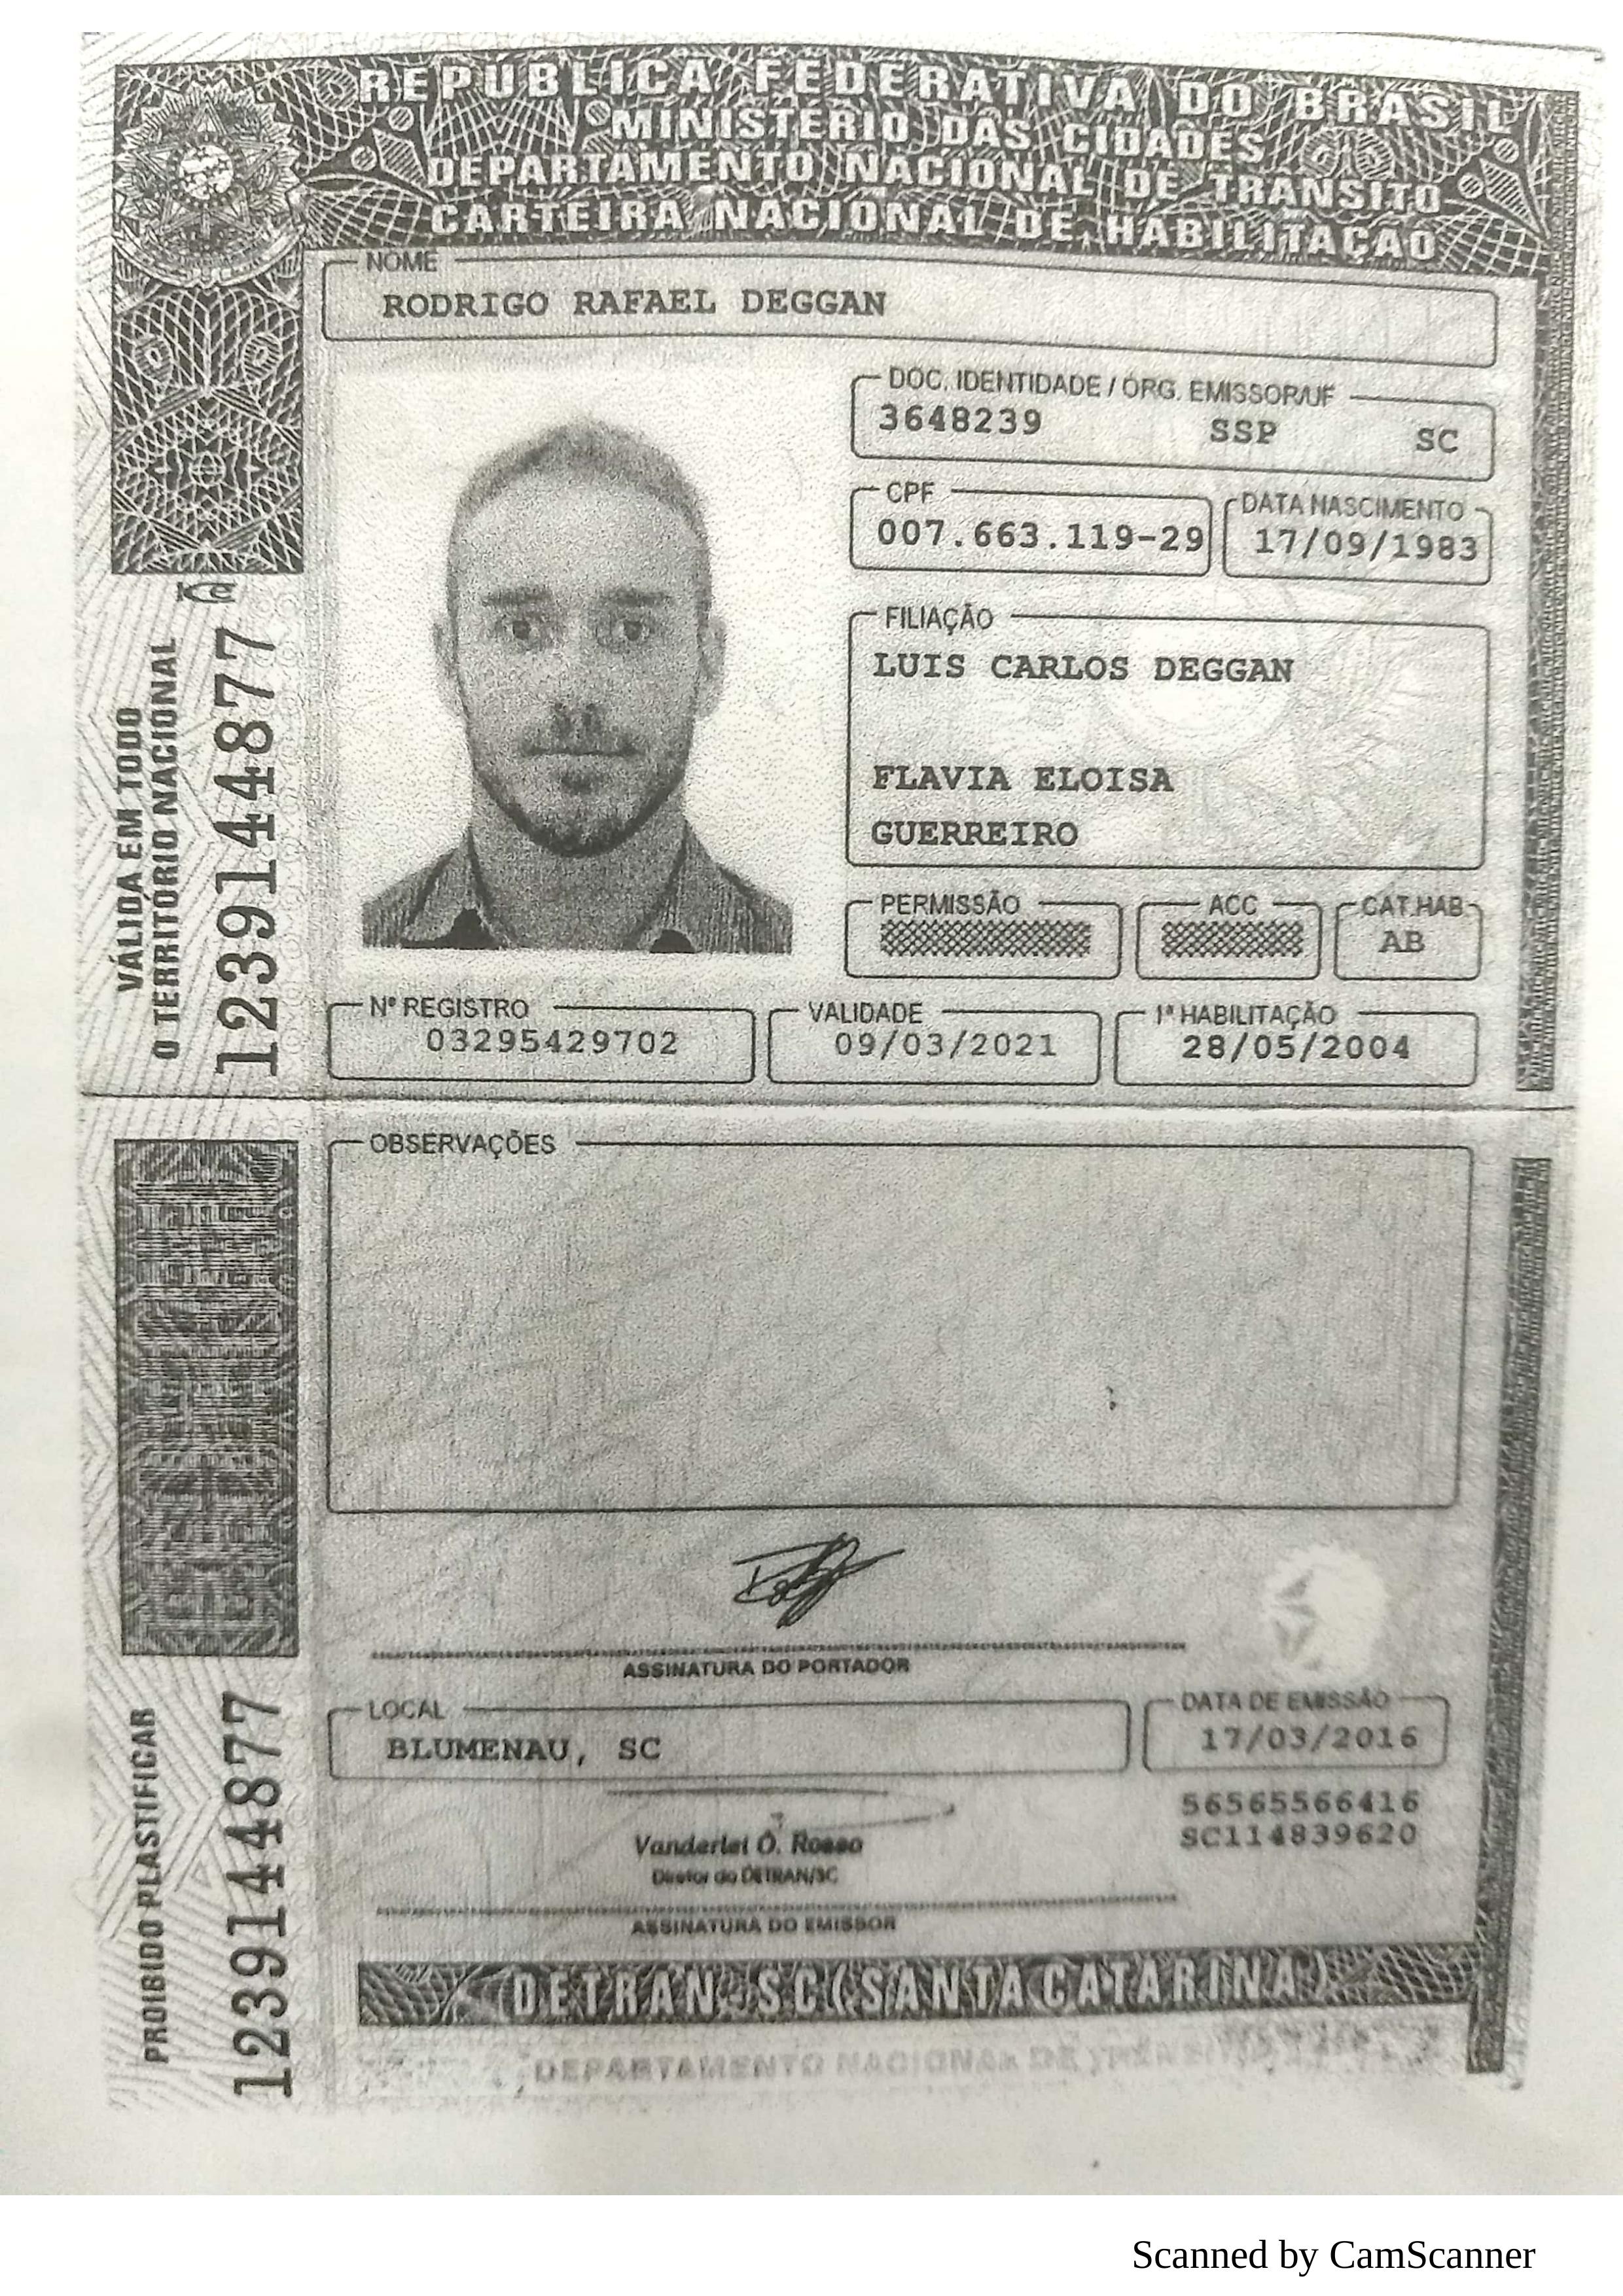 REPÚBLICA FEDERATIVA DO BRASIL
MINISTÉRIO DAS CIDADES
DEPARTAMENTO NACIONAL DE TRÂNSITO
CARTEIRA NACIONAL DE HABILITAÇÃO
NOME
RODRIGO RAFAEL DEGGAN
DOC. IDENTIDADE / ÓRG. EMISSOR/UF
3648239 SSP SC
CPF
007.663.119-29
DATA NASCIMENTO
17/09/1983
FILIAÇÃO
LUIS CARLOS DEGGAN
FLAVIA ELOISA
GUERREIRO
PERMISSÃO
ACC
CAT.HAB
AB
Nº REGISTRO
03295429702
VALIDADE
09/03/2021
1ª HABILITAÇÃO
28/05/2004
VÁLIDA EM TODO
O TERRITÓRIO NACIONAL
1239144877
OBSERVAÇÕES
ASSINATURA DO PORTADOR
LOCAL
BLUMENAU, SC
DATA DE EMISSÃO
17/03/2016
56565566416
SC114839620
Vanderlei O. Rosso
Diretor do DETRAN/SC
ASSINATURA DO EMISSOR
PROIBIDO PLASTIFICAR
1239144877
DETRAN-SC (SANTA CATARINA)
DEPARTAMENTO NACIONAL DE
Scanned by CamScanner